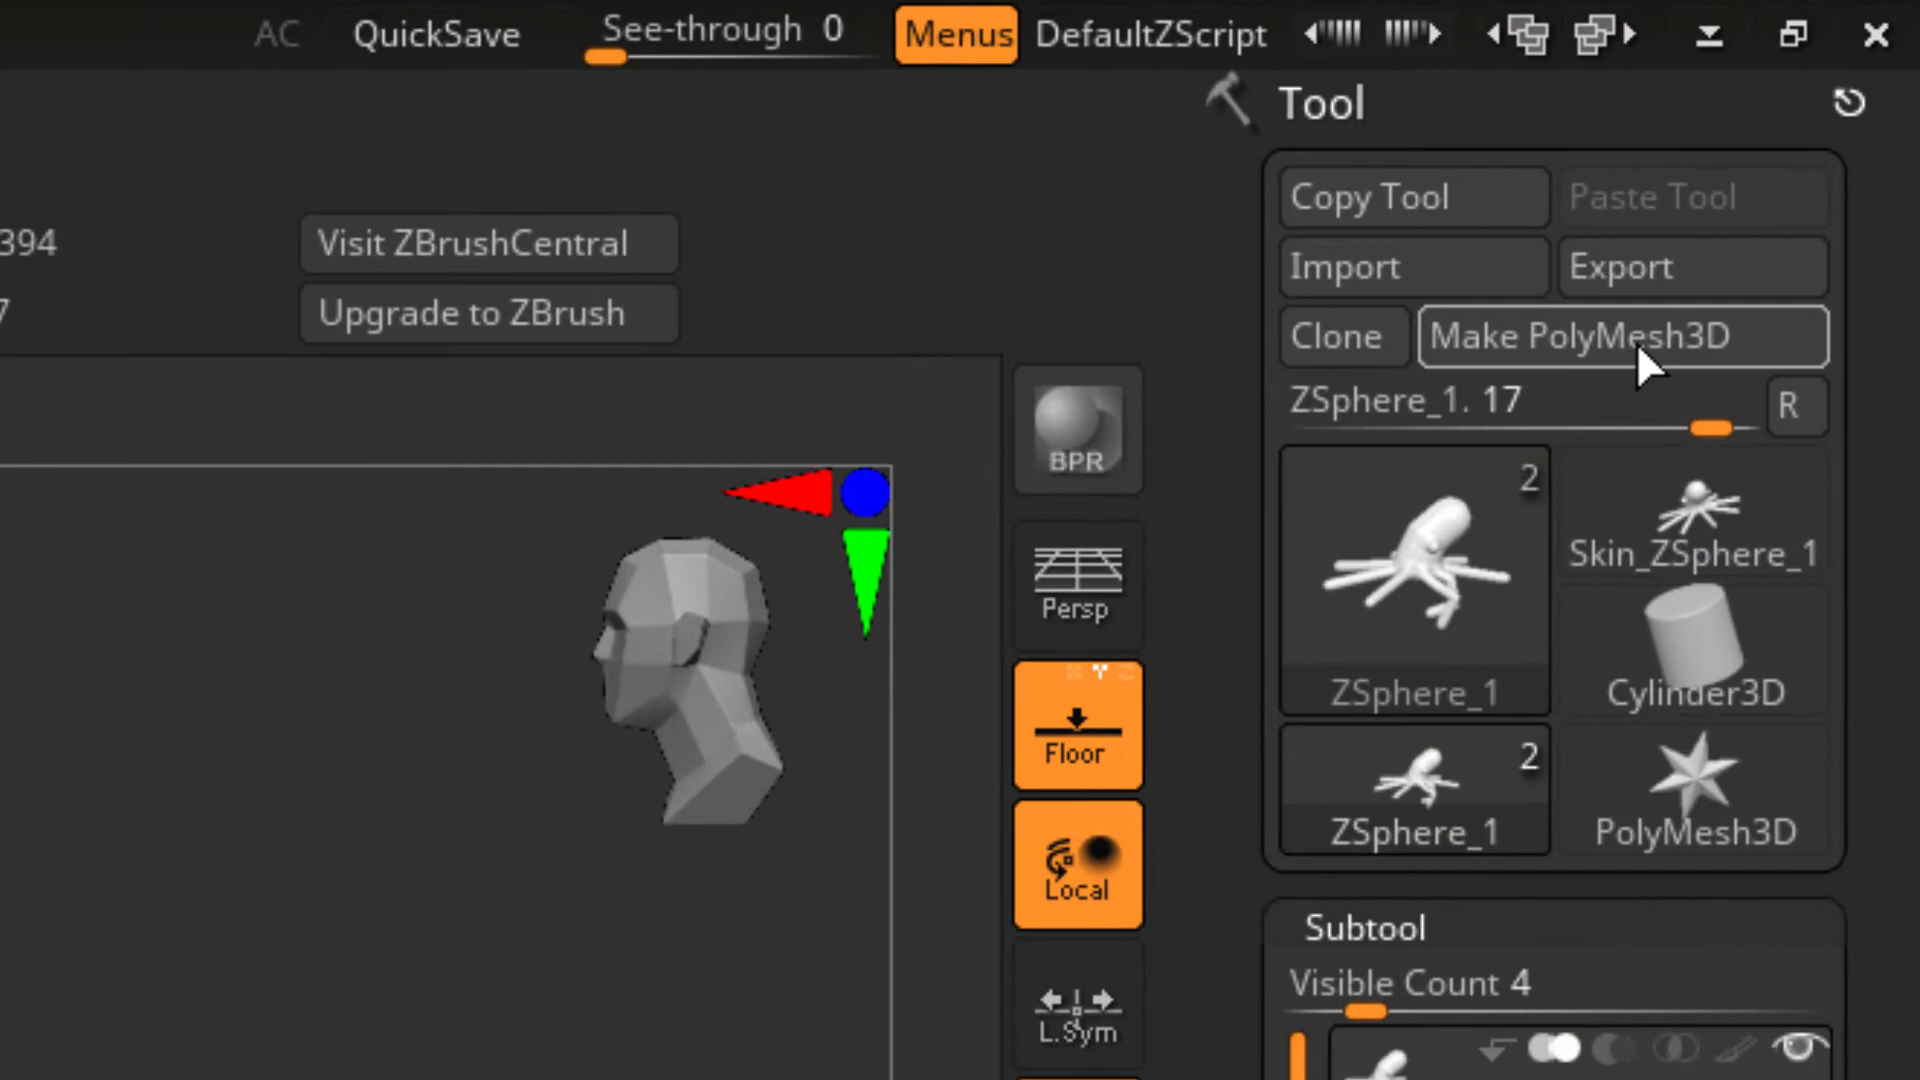 AC QuickSave See-through 0 Menus DefaultZScript
Tool
Copy Tool Paste Tool
394 Visit ZBrushCentral Import Export
7 Upgrade to ZBrush Clone Make PolyMesh3D
ZSphere_1. 17 R
BPR
2
Skin_ZSphere_1
Persp
ZSphere_1 Cylinder3D
Y
Floor
2
ZSphere_1 PolyMesh3D
Local
Subtool
Visible Count 4
L.Sym